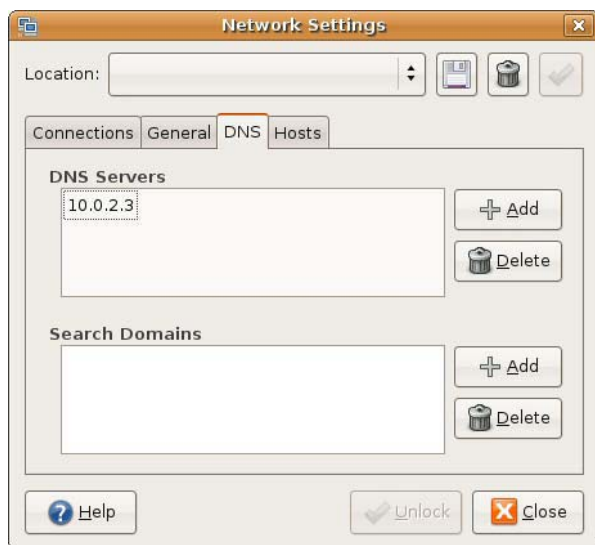 Network Settings
Location:
Connections General DNS Hosts
DNS Servers
10.0.2.3
Add
Delete
Search Domains
Add
Delete
Help Unlock Close